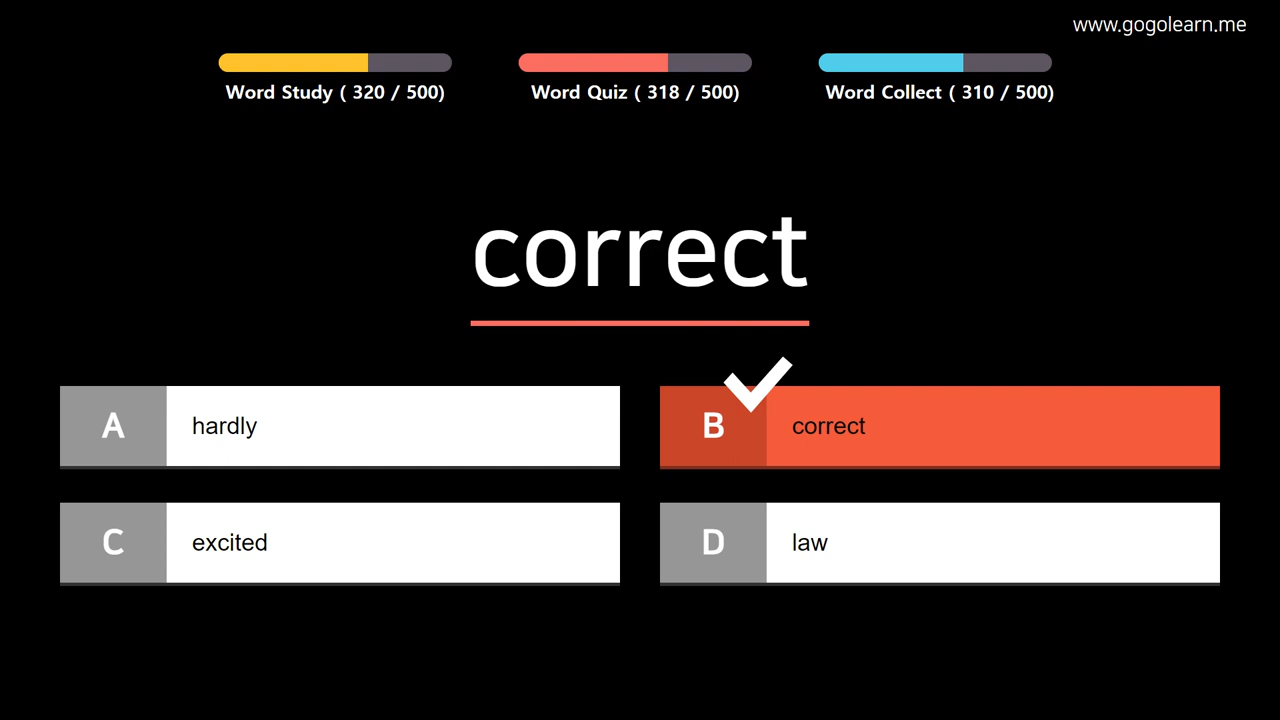 www.gogolearn.me
Word Study ( 320 / 500)
Word Quiz ( 318 / 500)
Word Collect ( 310 / 500)
correct
A hardly
B correct
C excited
D law